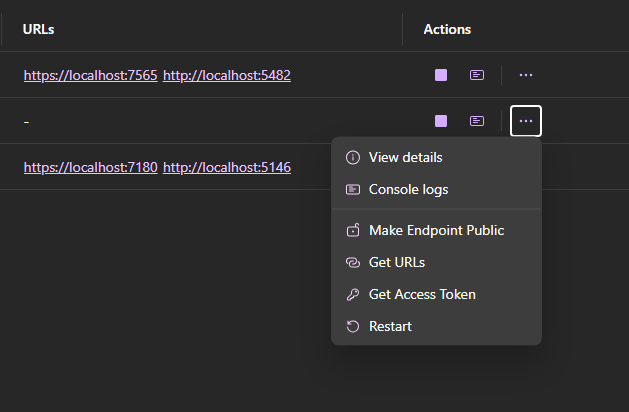 URLs Actions
https://localhost:7565 http://localhost:5482
-
https://localhost:7180 http://localhost:5146
View details
Console logs
Make Endpoint Public
Get URLs
Get Access Token
Restart